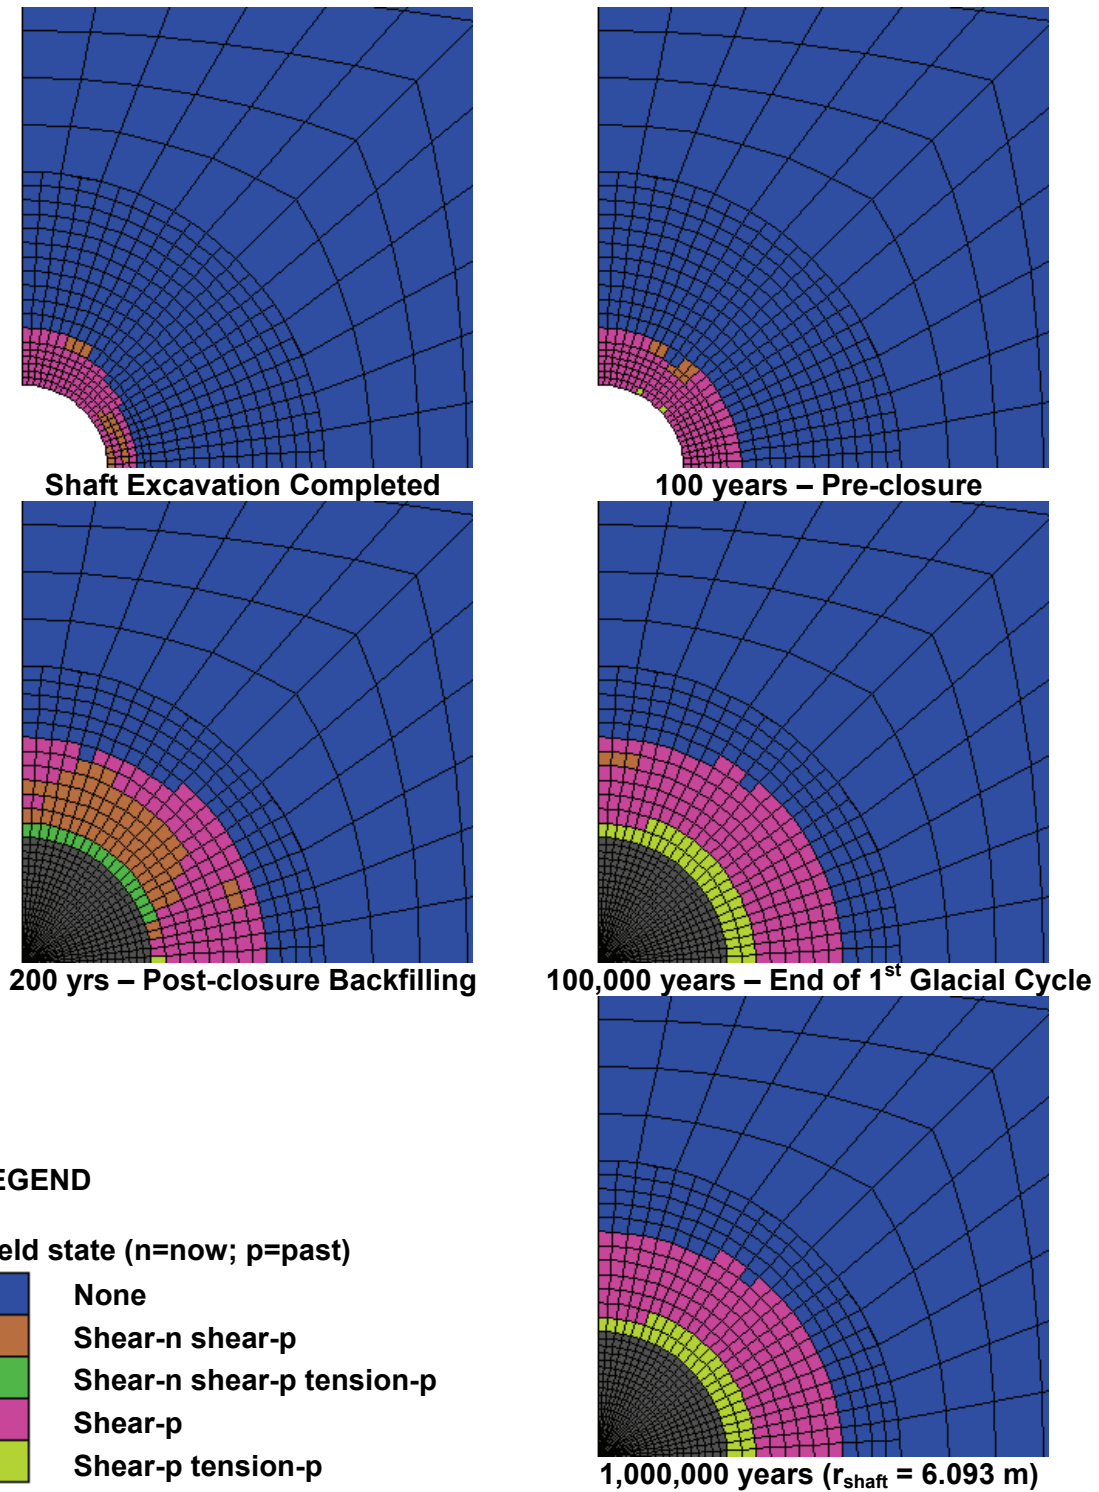 Shaft Excavation Completed
100 years – Pre-closure
200 yrs – Post-closure Backfilling
100,000 years – End of 1st Glacial Cycle
EGEND
eld state (n=now; p=past)
None
Shear-n shear-p
Shear-n shear-p tension-p
Shear-p
Shear-p tension-p
1,000,000 years (rshaft = 6.093 m)